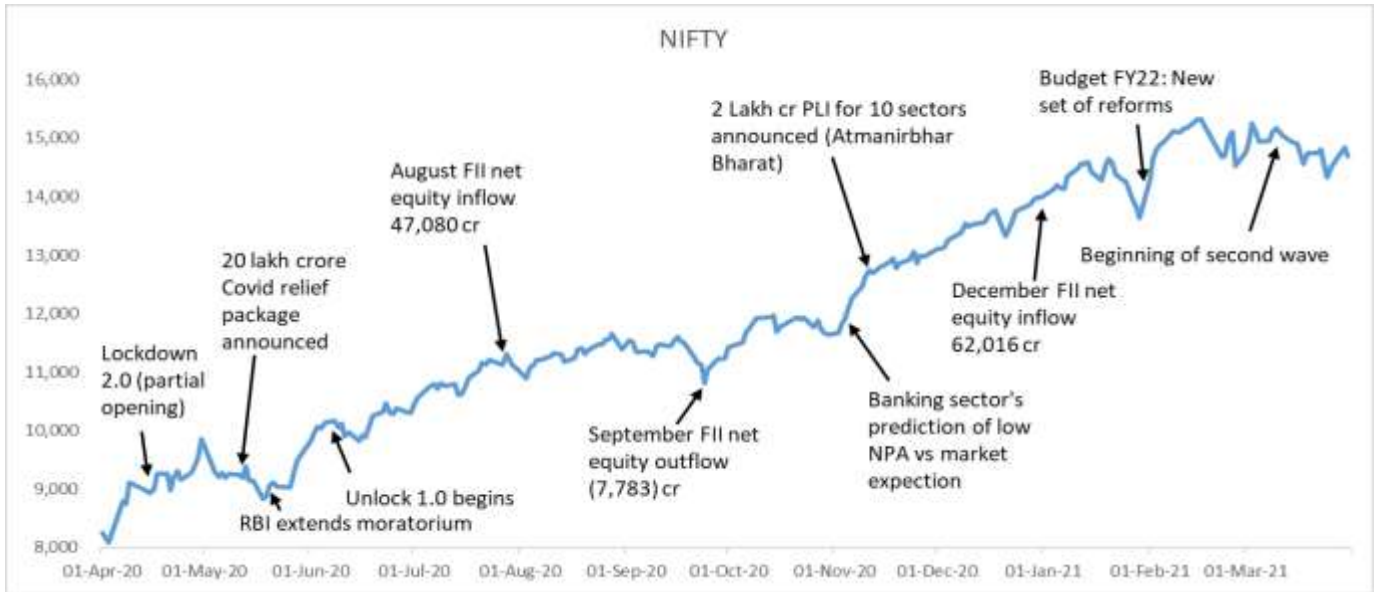 NIFTY
16,000
15,000
14,000
13,000
12,000
11,000
10,000
9,000
8,000
Lockdown
2.0 (partial
opening)
20 lakh crore
Covid relief
package
announced
RBI extends moratorium
Unlock 1.0 begins
August FII net
equity inflow
47,080 cr
September FII net
equity outflow
(7,783) cr
2 Lakh cr PLI for 10 sectors
announced (Atmanirbhar
Bharat)
Banking sector's
prediction of low
NPA vs market
expection
December FII net
equity inflow
62,016 cr
Budget FY22: New
set of reforms
Beginning of second wave
01-Apr-20 01-May-20 01-Jun-20 01-Jul-20 01-Aug-20 01-Sep-20 01-Oct-20 01-Nov-20 01-Dec-20 01-Jan-21 01-Feb-21 01-Mar-21